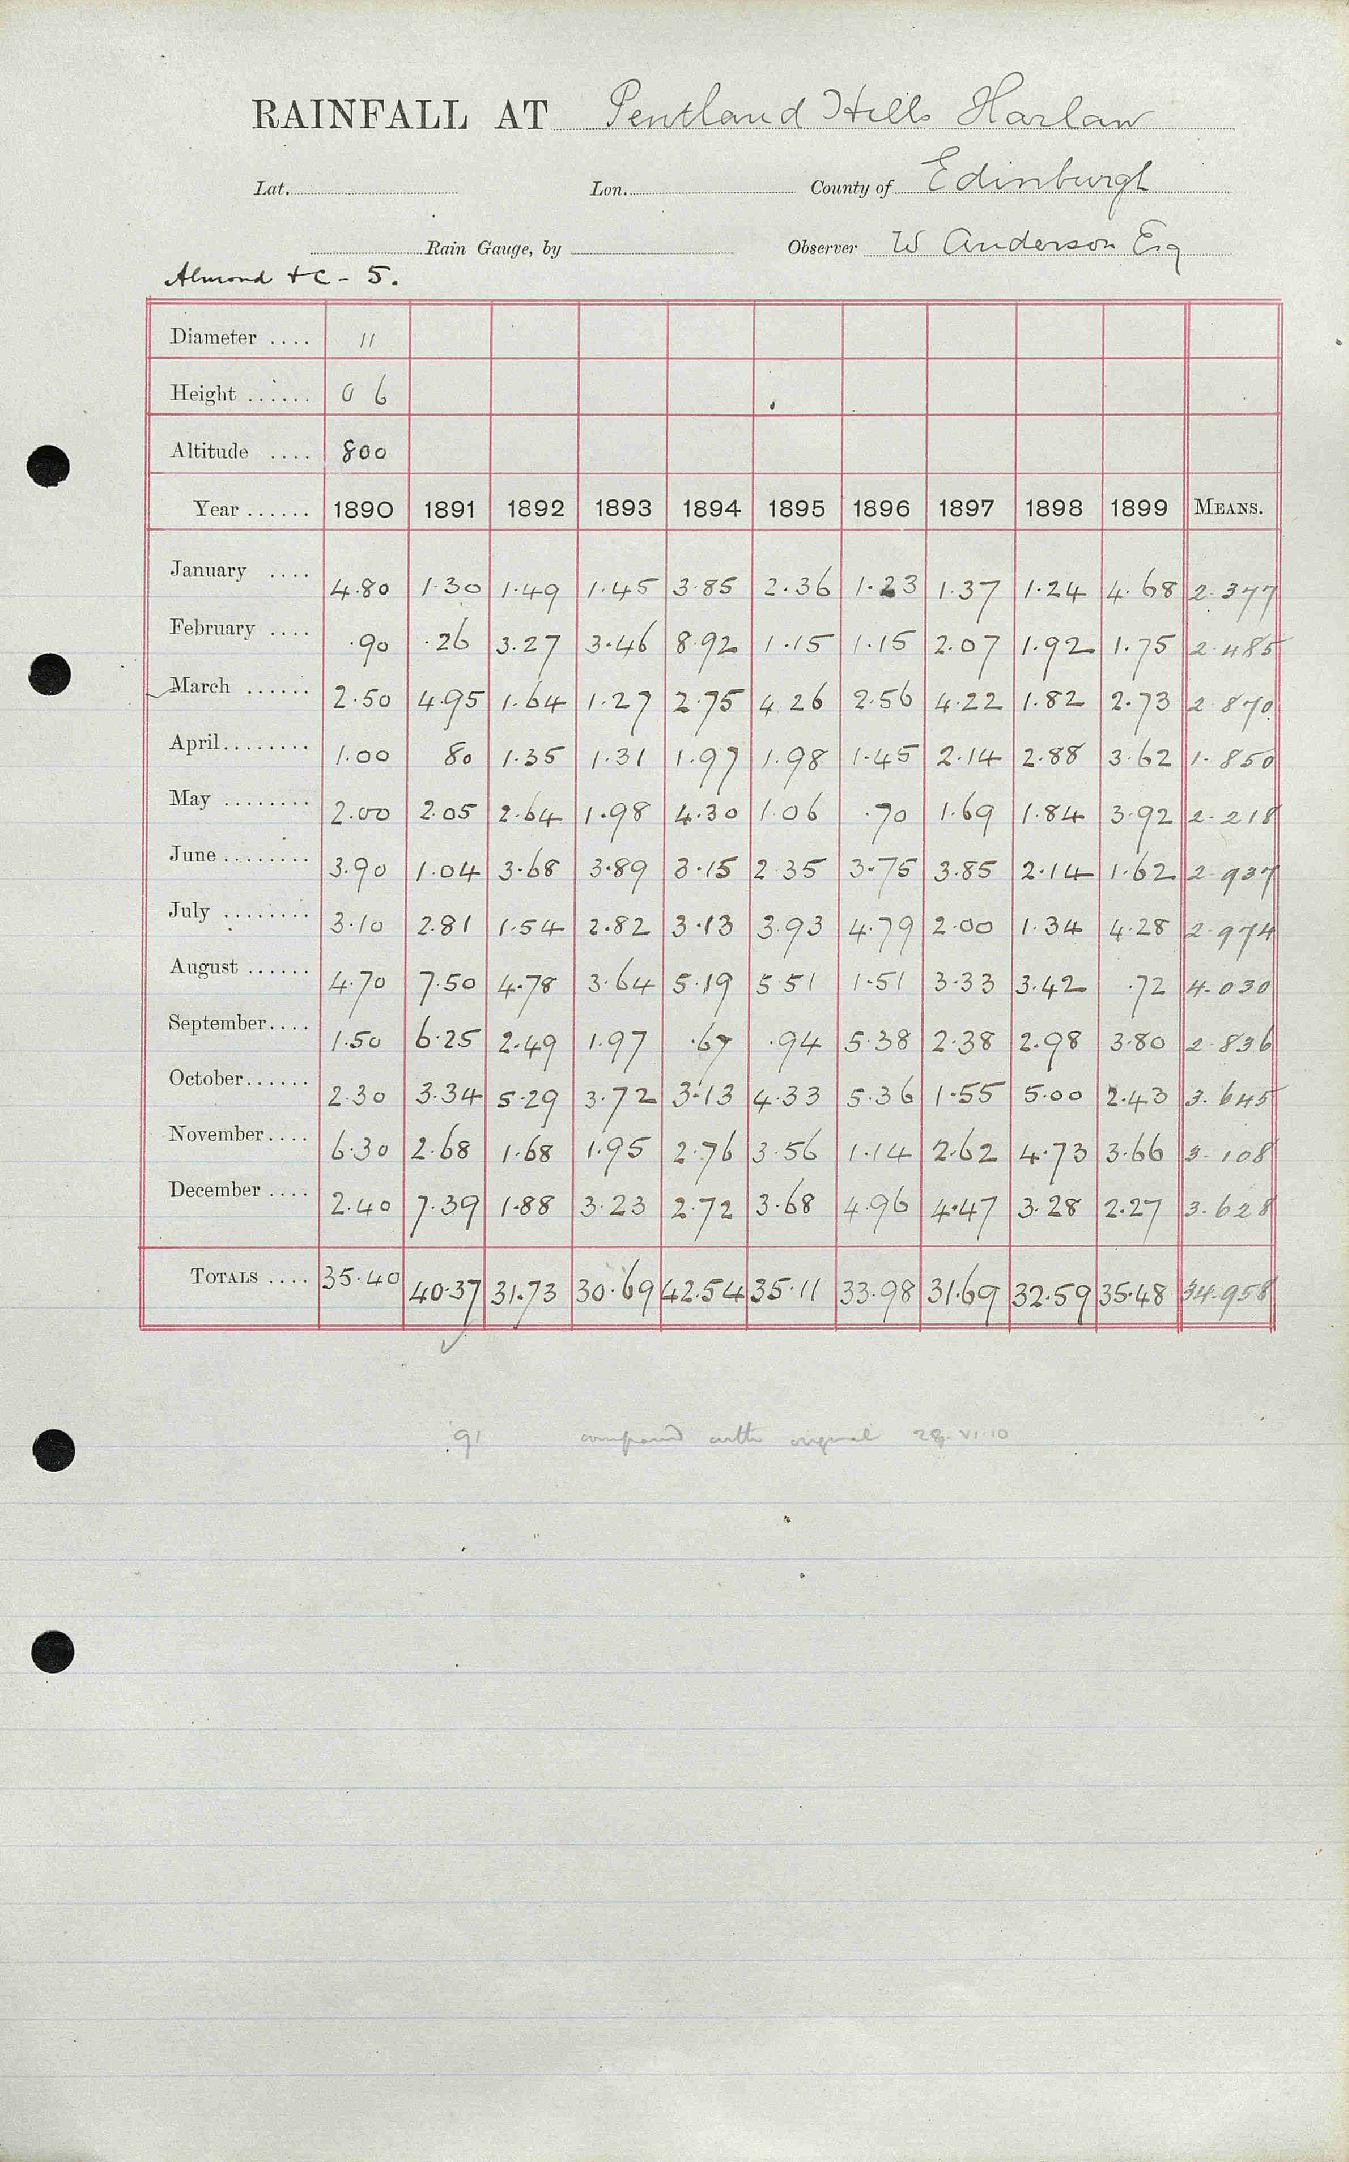 RAINFALL AT Pentland Hills Harlaw
Lat. Lon. County of Edinburgh
Rain Gauge, by Observer W Anderson Esq
Almond &c - 5.
Diameter .... 11
Height ...... 0 6
Altitude .... 800
Year ...... 1890 1891 1892 1893 1894 1895 1896 1897 1898 1899 MEANS.
January .... 4.80 1.30 1.49 1.45 3.85 2.36 1.23 1.37 1.24 4.68 2.377
February .... .90 .26 3.27 3.46 8.92 1.15 1.15 2.07 1.92 1.75 2.485
March ...... 2.50 4.95 1.64 1.27 2.75 4.26 2.56 4.22 1.82 2.73 2.870
April........ 1.00 80 1.35 1.31 1.97 1.98 1.45 2.14 2.88 3.62 1.850
May ........ 2.00 2.05 2.64 1.98 4.30 1.06 .70 1.69 1.84 3.92 2.218
June ........ 3.90 1.04 3.68 3.89 3.15 2.35 3.75 3.85 2.14 1.62 2.937
July ........ 3.10 2.81 1.54 2.82 3.13 3.93 4.79 2.00 1.34 4.28 2.974
August ...... 4.70 7.50 4.78 3.64 5.19 5.51 1.51 3.33 3.42 .72 4.030
September.... 1.50 6.25 2.49 1.97 .67 .94 5.38 2.38 2.98 3.80 2.836
October...... 2.30 3.34 5.29 3.72 3.13 4.33 5.36 1.55 5.00 2.43 3.645
November.... 6.30 2.68 1.68 1.95 2.76 3.56 1.14 2.62 4.73 3.66 3.108
December .... 2.40 7.39 1.88 3.23 2.72 3.68 4.96 4.47 3.28 2.27 3.628
TOTALS .... 35.40 40.37 31.73 30.69 42.54 35.11 33.98 31.69 32.59 35.48 34.958
'91 compared with original 28.VI.10